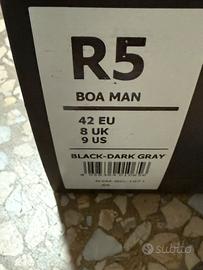 R5
BOA MAN
42 EU
8 UK
9 US
BLACK-DARK GRAY
subito